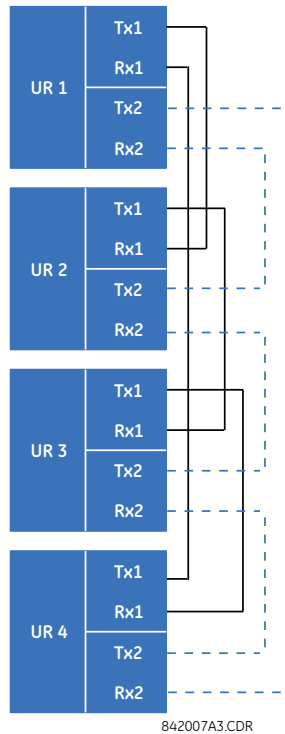 UR 1
Tx1
Rx1
Tx2
Rx2
UR 2
Tx1
Rx1
Tx2
Rx2
UR 3
Tx1
Rx1
Tx2
Rx2
UR 4
Tx1
Rx1
Tx2
Rx2
842007A3.CDR